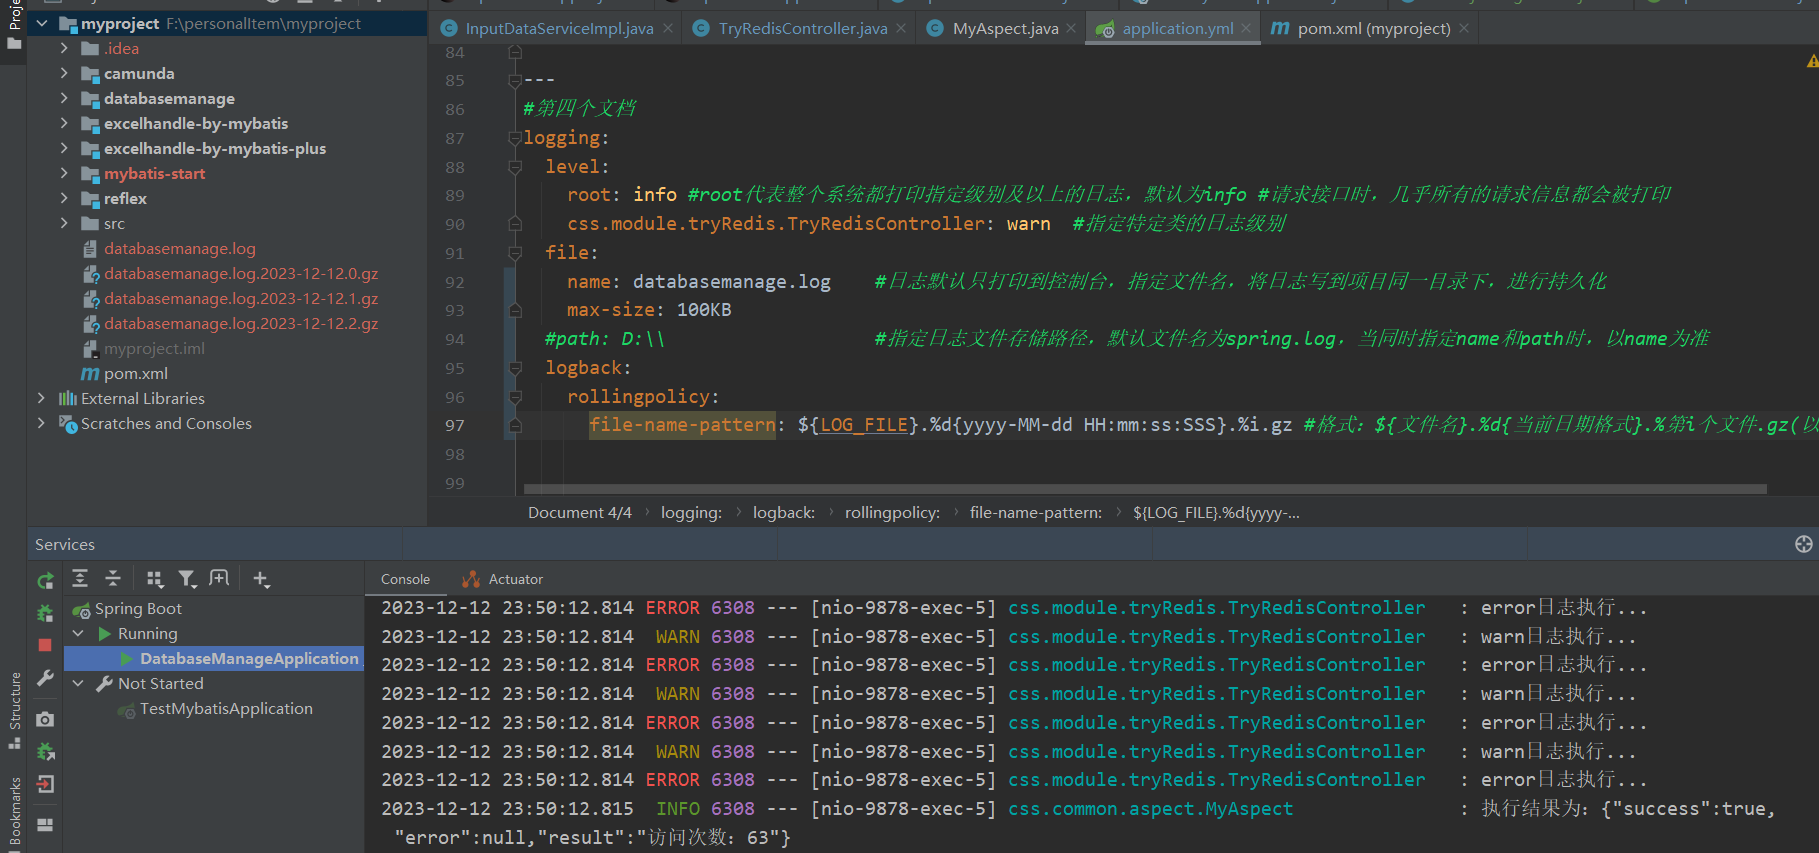 myproject F:\personalItem\myproject
.idea
camunda
databasemanage
excelhandle-by-mybatis
excelhandle-by-mybatis-plus
mybatis-start
reflex
src
databasemanage.log
databasemanage.log.2023-12-12.0.gz
databasemanage.log.2023-12-12.1.gz
databasemanage.log.2023-12-12.2.gz
myproject.iml
pom.xml
External Libraries
Scratches and Consoles
InputDataServiceImpl.java
TryRedisController.java
MyAspect.java
application.yml
pom.xml (myproject)
84
85 ---
86 #第四个文档
87 logging:
88 level:
89 root: info #root代表整个系统都打印指定级别及以上的日志，默认为info #请求接口时，几乎所有的请求信息都会被打印
90 css.module.tryRedis.TryRedisController: warn #指定特定类的日志级别
91 file:
92 name: databasemanage.log #日志默认只打印到控制台，指定文件名，将日志写到项目同一目录下，进行持久化
93 max-size: 100KB
94 #path: D:\\ #指定日志文件存储路径，默认文件名为spring.log，当同时指定name和path时，以name为准
95 logback:
96 rollingpolicy:
97 file-name-pattern: ${LOG_FILE}.%d{yyyy-MM-dd HH:mm:ss:SSS}.%i.gz #格式：${文件名}.%d{当前日期格式}.%第i个文件.gz(以
98
99
Document 4/4 › logging: › logback: › rollingpolicy: › file-name-pattern: › ${LOG_FILE}.%d{yyyy-...
Services
Console
Actuator
Spring Boot
Running
DatabaseManageApplication
Not Started
TestMybatisApplication
Structure
Bookmarks
2023-12-12 23:50:12.814 ERROR 6308 --- [nio-9878-exec-5] css.module.tryRedis.TryRedisController : error日志执行...
2023-12-12 23:50:12.814 WARN 6308 --- [nio-9878-exec-5] css.module.tryRedis.TryRedisController : warn日志执行...
2023-12-12 23:50:12.814 ERROR 6308 --- [nio-9878-exec-5] css.module.tryRedis.TryRedisController : error日志执行...
2023-12-12 23:50:12.814 WARN 6308 --- [nio-9878-exec-5] css.module.tryRedis.TryRedisController : warn日志执行...
2023-12-12 23:50:12.814 ERROR 6308 --- [nio-9878-exec-5] css.module.tryRedis.TryRedisController : error日志执行...
2023-12-12 23:50:12.814 WARN 6308 --- [nio-9878-exec-5] css.module.tryRedis.TryRedisController : warn日志执行...
2023-12-12 23:50:12.814 ERROR 6308 --- [nio-9878-exec-5] css.module.tryRedis.TryRedisController : error日志执行...
2023-12-12 23:50:12.815 INFO 6308 --- [nio-9878-exec-5] css.common.aspect.MyAspect : 执行结果为：{"success":true,
"error":null,"result":"访问次数：63"}